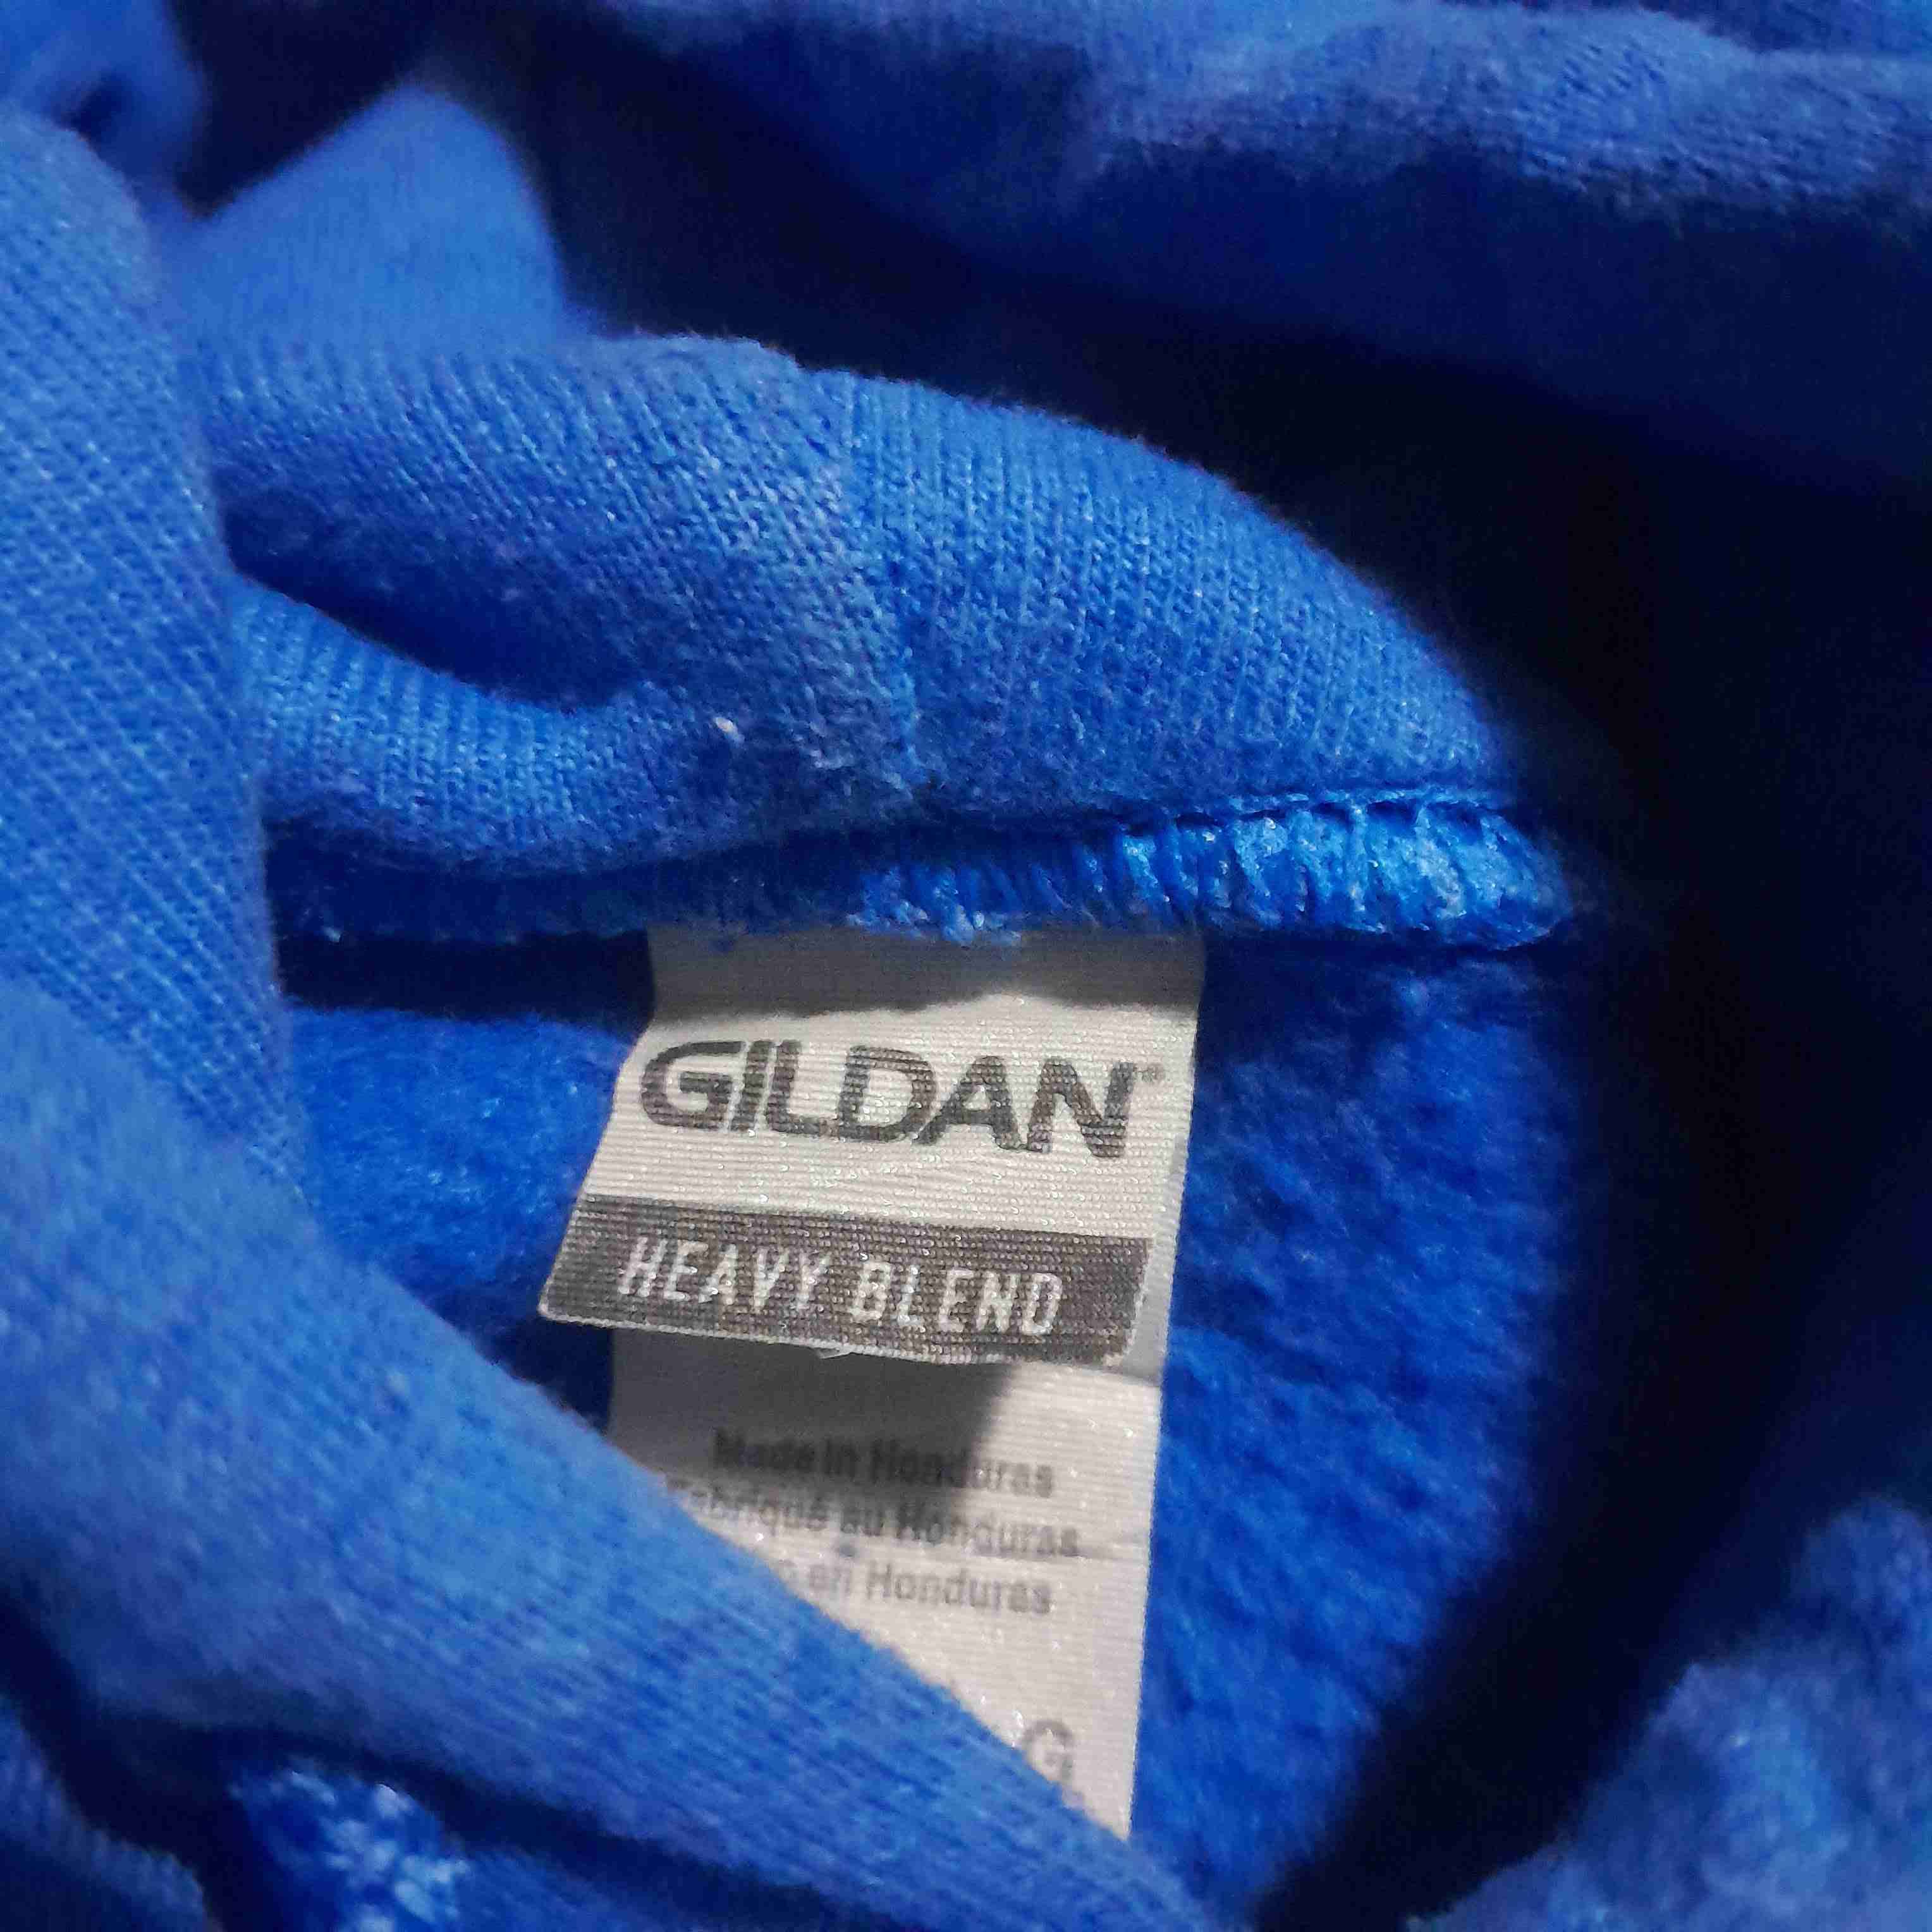 GILDAN
HEAVY BLEND
Made in Honduras
Fabriqué au Honduras
en Honduras
G